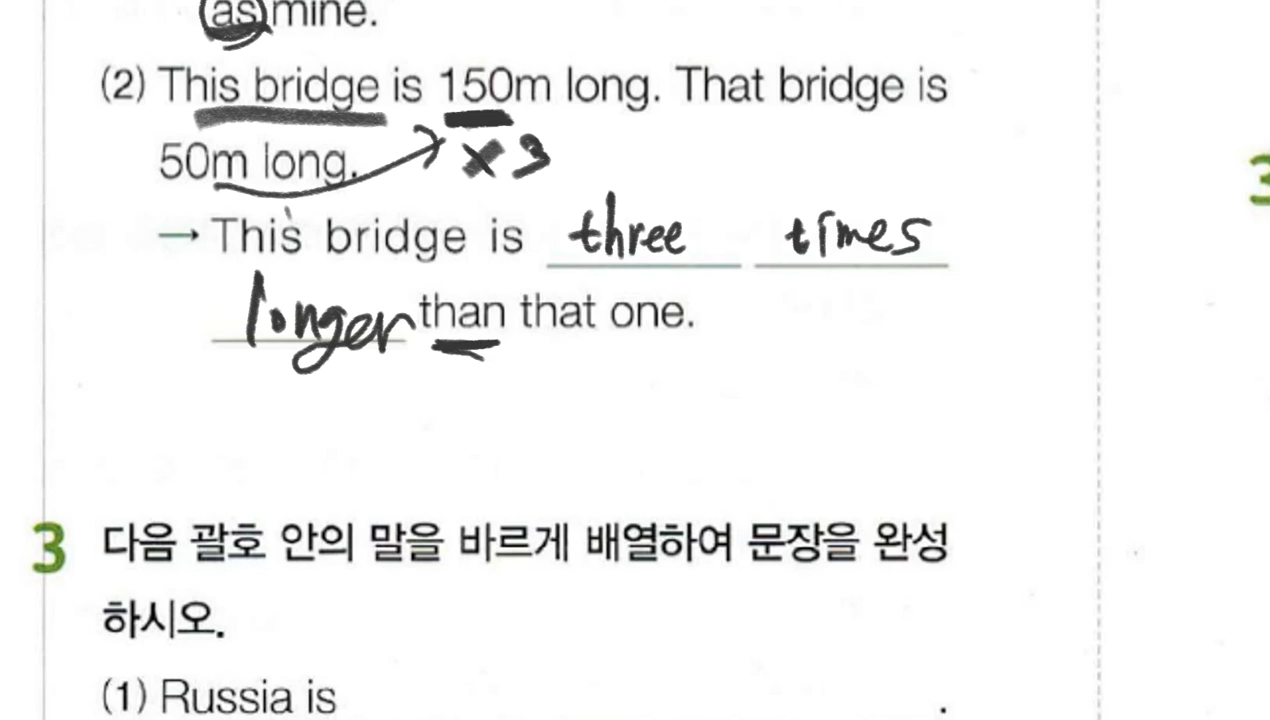 as mine.
(2) This bridge is 150m long. That bridge is
50m long.
×3
→ This bridge is three times
longer than that one.
3 다음 괄호 안의 말을 바르게 배열하여 문장을 완성
하시오.
(1) Russia is .